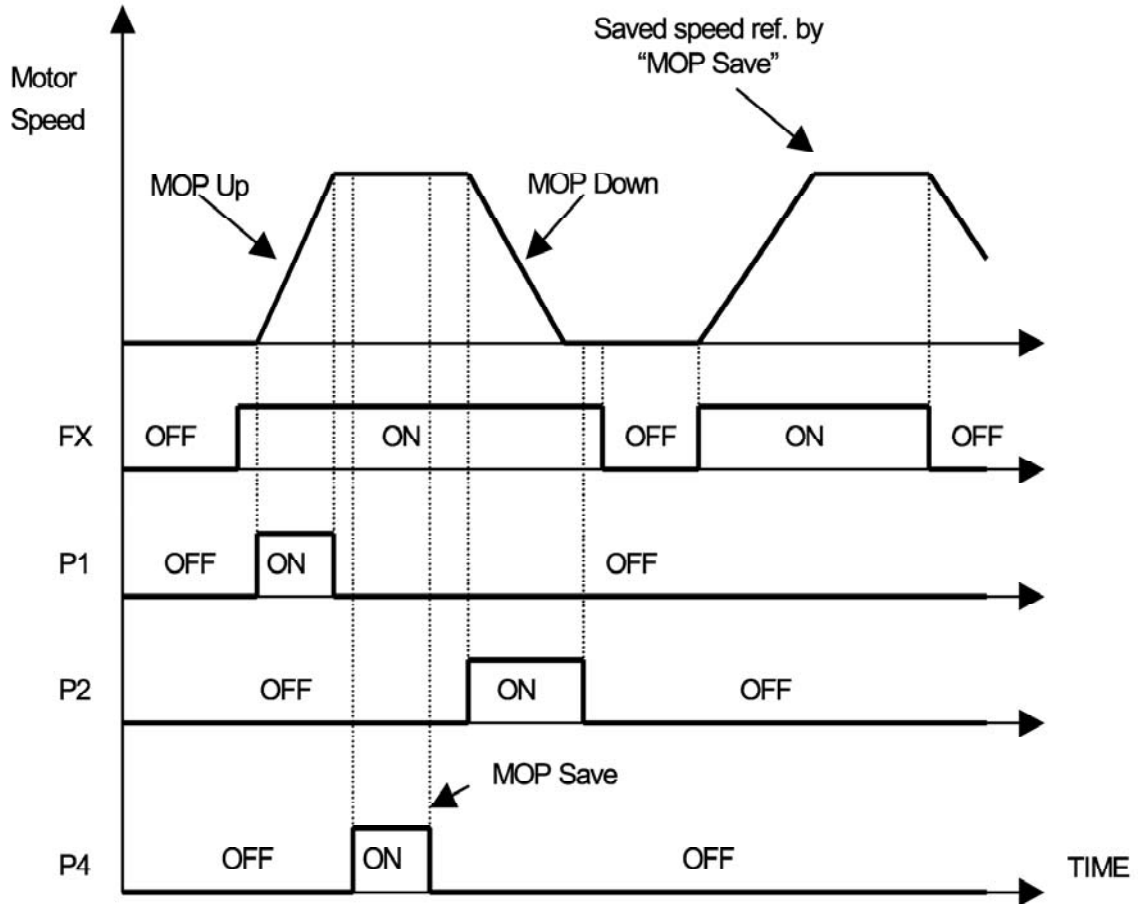 Saved speed ref. by
“MOP Save”
Motor
Speed
MOP Up
MOP Down
FX
OFF
ON
OFF
ON
OFF
P1
OFF
ON
OFF
P2
OFF
ON
OFF
MOP Save
P4
OFF
ON
OFF
TIME